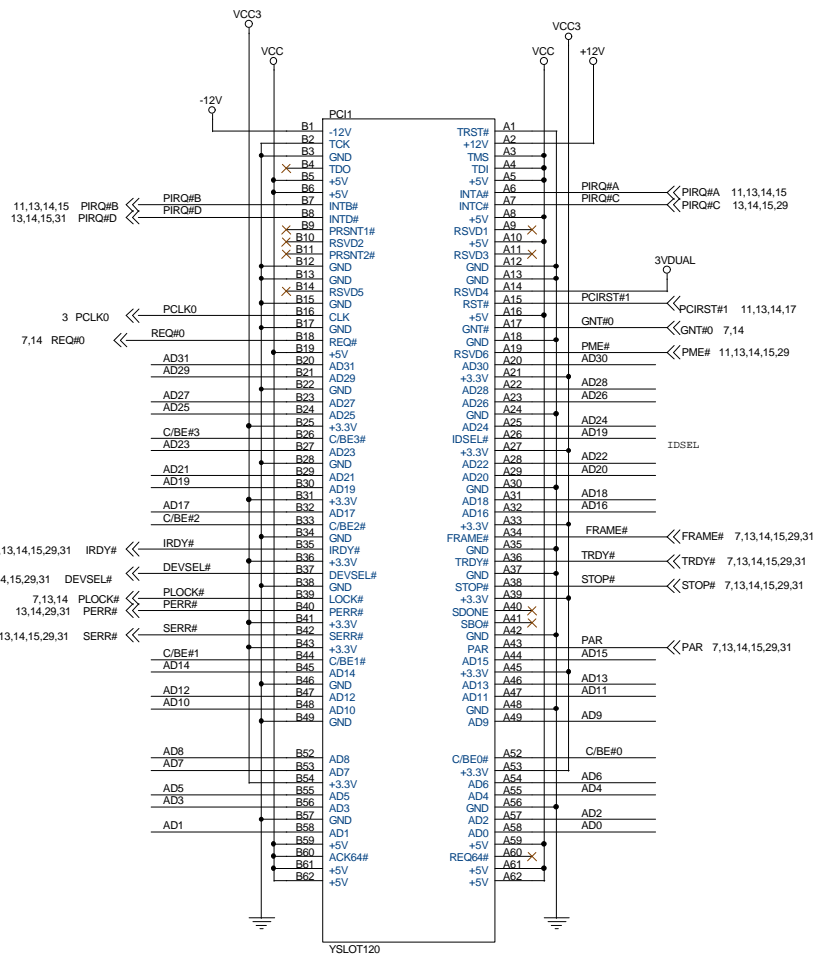 VCC3
VCC
VCC3
VCC
+12V
-12V
PCI1
B1 -12V TRST# A1
B2 TCK +12V A2
B3 GND TMS A3
B4 TDO TDI A4
B5 +5V +5V A5
B6 +5V INTA# A6 PIRQ#A PIRQ#A 11,13,14,15
11,13,14,15 PIRQ#B PIRQ#B B7 INTB# INTC# A7 PIRQ#C PIRQ#C 13,14,15,29
13,14,15,31 PIRQ#D PIRQ#D B8 INTD# +5V A8
B9 PRSNT1# RSVD1 A9
B10 RSVD2 +5V A10
B11 PRSNT2# RSVD3 A11
B12 GND GND A12
B13 GND GND A13
3VDUAL
B14 RSVD5 RSVD4 A14
B15 GND RST# A15 PCIRST#1 PCIRST#1 11,13,14,17
3 PCLK0 PCLK0 B16 CLK +5V A16
B17 GND GNT# A17 GNT#0 GNT#0 7,14
7,14 REQ#0 REQ#0 B18 REQ# GND A18
B19 +5V RSVD6 A19 PME# PME# 11,13,14,15,29
AD31 B20 AD31 AD30 A20 AD30
AD29 B21 AD29 +3.3V A21
B22 GND AD28 A22 AD28
AD27 B23 AD27 AD26 A23 AD26
AD25 B24 AD25 GND A24
B25 +3.3V AD24 A25 AD24
C/BE#3 B26 C/BE3# IDSEL# A26 AD19 IDSEL
AD23 B27 AD23 +3.3V A27
B28 GND AD22 A28 AD22
AD21 B29 AD21 AD20 A29 AD20
AD19 B30 AD19 GND A30
B31 +3.3V AD18 A31 AD18
AD17 B32 AD17 AD16 A32 AD16
C/BE#2 B33 C/BE2# +3.3V A33
B34 GND FRAME# A34 FRAME# FRAME# 7,13,14,15,29,31
,13,14,15,29,31 IRDY# IRDY# B35 IRDY# GND A35
B36 +3.3V TRDY# A36 TRDY# TRDY# 7,13,14,15,29,31
4,15,29,31 DEVSEL# DEVSEL# B37 DEVSEL# GND A37
B38 GND STOP# A38 STOP# STOP# 7,13,14,15,29,31
7,13,14 PLOCK# PLOCK# B39 LOCK# +3.3V A39
13,14,29,31 PERR# PERR# B40 PERR# SDONE A40
B41 +3.3V SBO# A41
13,14,15,29,31 SERR# SERR# B42 SERR# GND A42
B43 +3.3V PAR A43 PAR PAR 7,13,14,15,29,31
C/BE#1 B44 C/BE1# AD15 A44 AD15
AD14 B45 AD14 +3.3V A45
B46 GND AD13 A46 AD13
AD12 B47 AD12 AD11 A47 AD11
AD10 B48 AD10 GND A48
B49 GND AD9 A49 AD9
AD8 B52 AD8 C/BE0# A52 C/BE#0
AD7 B53 AD7 +3.3V A53
B54 +3.3V AD6 A54 AD6
AD5 B55 AD5 AD4 A55 AD4
AD3 B56 AD3 GND A56
B57 GND AD2 A57 AD2
AD1 B58 AD1 AD0 A58 AD0
B59 +5V +5V A59
B60 ACK64# REQ64# A60
B61 +5V +5V A61
B62 +5V +5V A62
YSLOT120